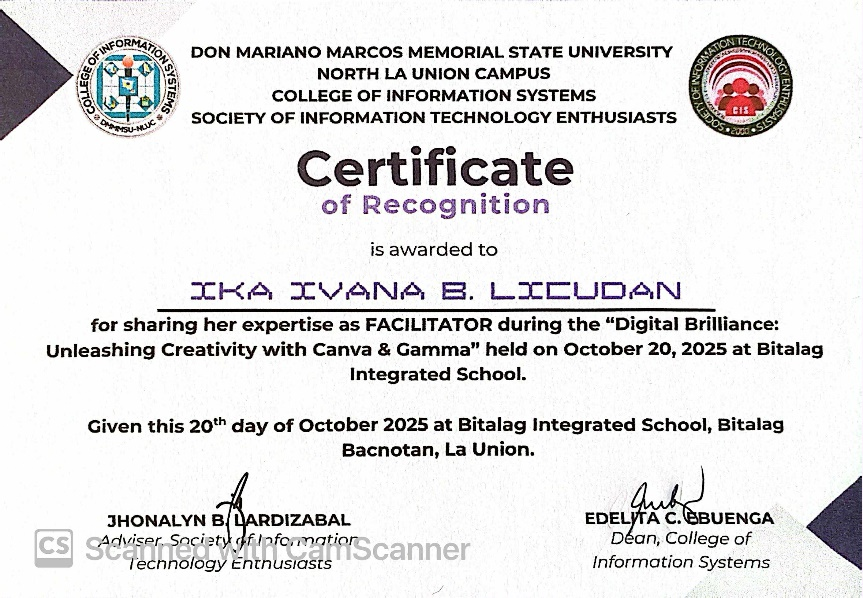 COLLEGE OF INFORMATION SYSTEMS
DMMMSU-NLUC
DON MARIANO MARCOS MEMORIAL STATE UNIVERSITY
NORTH LA UNION CAMPUS
COLLEGE OF INFORMATION SYSTEMS
SOCIETY OF INFORMATION TECHNOLOGY ENTHUSIASTS
SOCIETY OF INFORMATION TECHNOLOGY ENTHUSIASTS
CIS
2000
Certificate
of Recognition
is awarded to
IKA IVANA B. LICUDAN
for sharing her expertise as FACILITATOR during the “Digital Brilliance:
Unleashing Creativity with Canva & Gamma” held on October 20, 2025 at Bitalag
Integrated School.
Given this 20th day of October 2025 at Bitalag Integrated School, Bitalag
Bacnotan, La Union.
JHONALYN B. LARDIZABAL
Adviser, Society of Information
Technology Enthusiasts
EDELITA C. EBUENGA
Dean, College of
Information Systems
CS Scanned with CamScanner